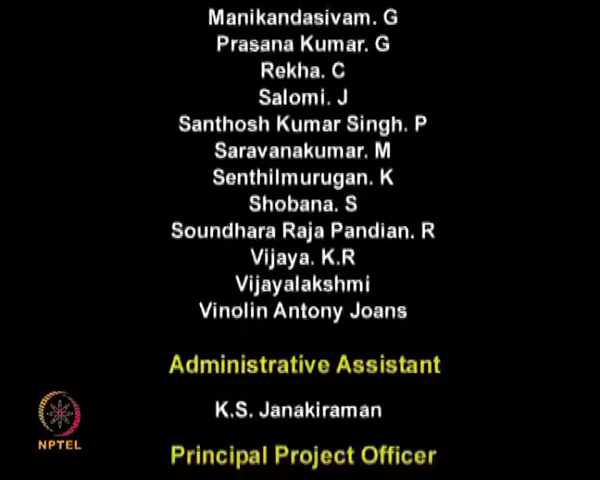 Manikandasivam. G
Prasana Kumar. G
Rekha. C
Salomi. J
Santhosh Kumar Singh. P
Saravanakumar. M
Senthilmurugan. K
Shobana. S
Soundhara Raja Pandian. R
Vijaya. K.R
Vijayalakshmi
Vinolin Antony Joans
Administrative Assistant
K.S. Janakiraman
NPTEL
Principal Project Officer